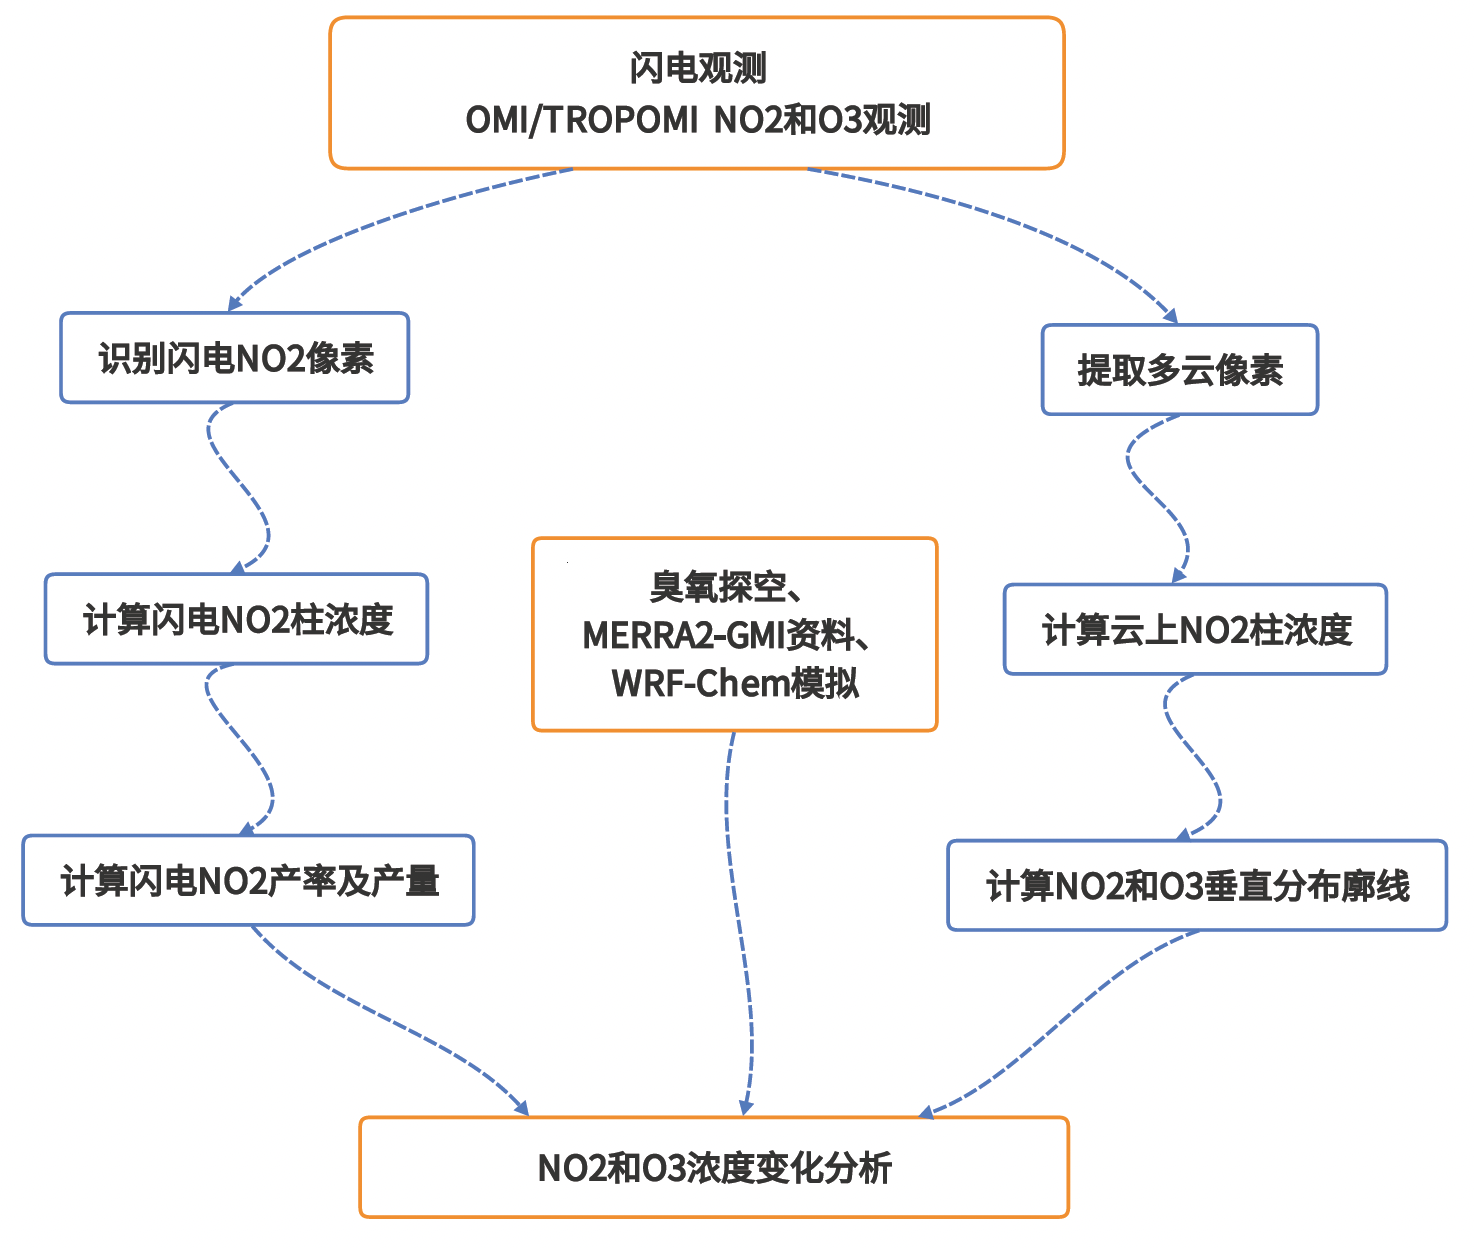 闪电观测
OMI/TROPOMI NO2和O3观测
识别闪电NO2像素
提取多云像素
计算闪电NO2柱浓度
臭氧探空、
MERRA2-GMI资料、
WRF-Chem模拟
计算云上NO2柱浓度
计算闪电NO2产率及产量
计算NO2和O3垂直分布廓线
NO2和O3浓度变化分析